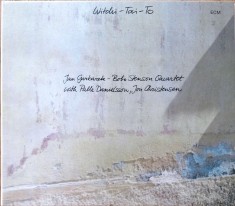 Witchi-Tai-To
ECM
Jan Garbarek - Bobo Stenson Quartet
with Palle Danielsson, Jon Christensen